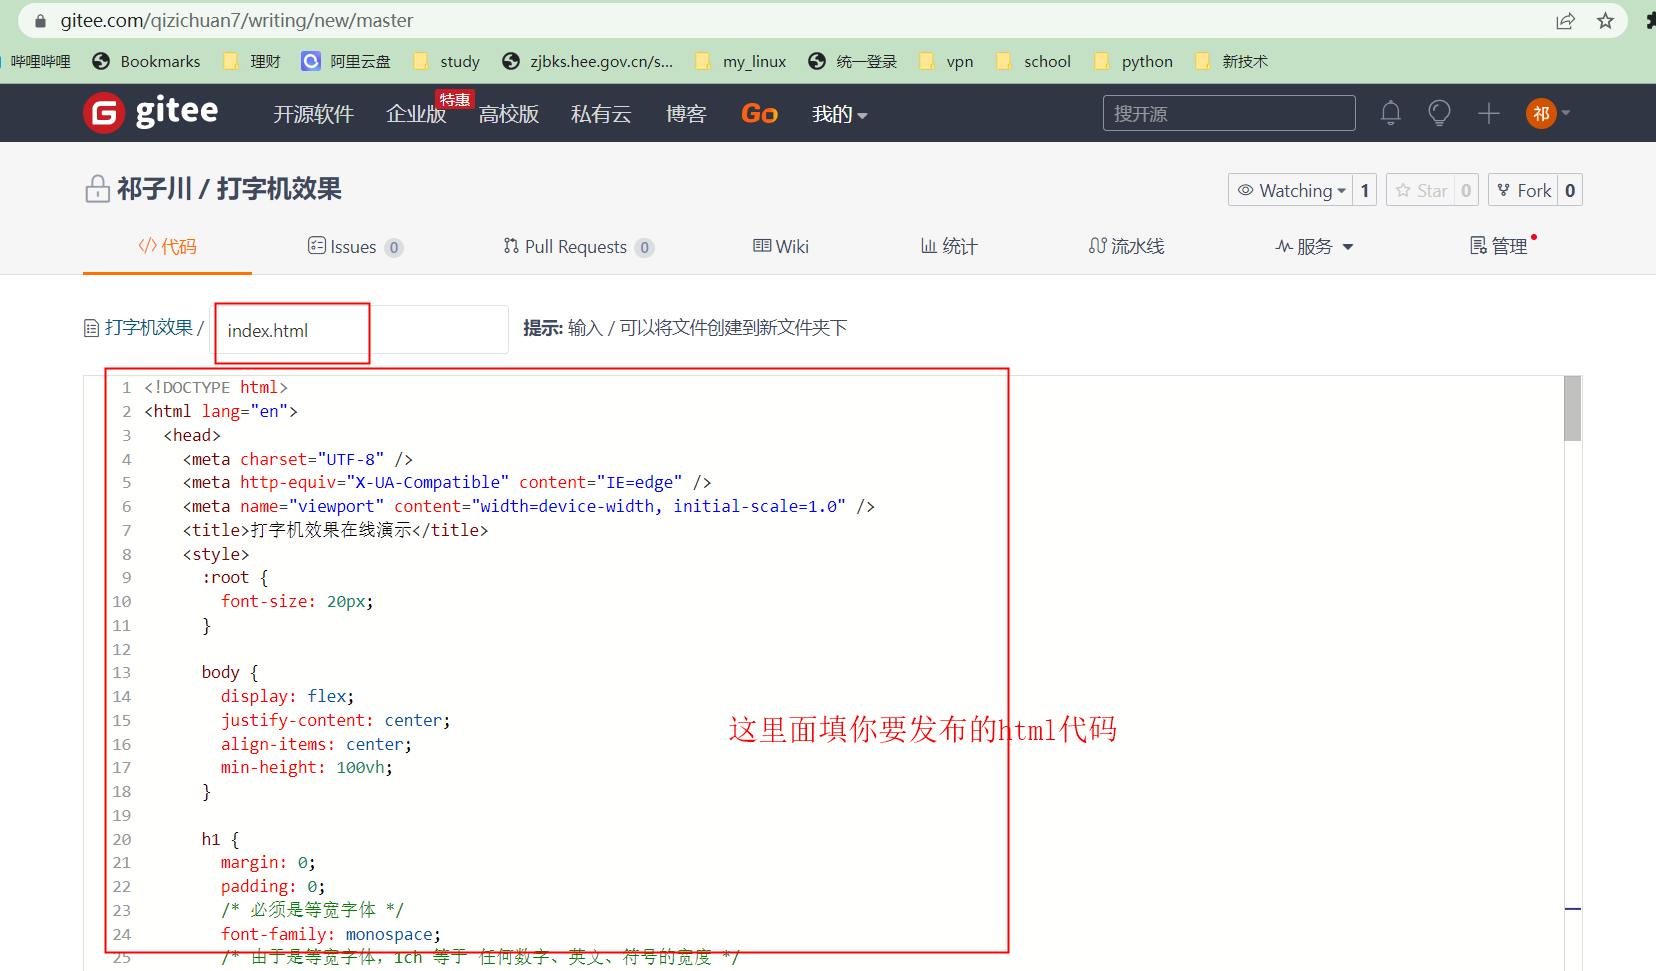 gitee.com/qizichuan7/writing/new/master
哔哩哔哩 Bookmarks 理财 阿里云盘 study zjbks.hee.gov.cn/s... my_linux 统一登录 vpn school python 新技术
gitee 开源软件 企业版 特惠 高校版 私有云 博客 Go 我的 搜开源 祁
祁子川 / 打字机效果 Watching 1 Star 0 Fork 0
代码 Issues 0 Pull Requests 0 Wiki 统计 流水线 服务 管理
打字机效果 / index.html 提示: 输入 / 可以将文件创建到新文件夹下
1 <!DOCTYPE html>
2 <html lang="en">
3 <head>
4 <meta charset="UTF-8" />
5 <meta http-equiv="X-UA-Compatible" content="IE=edge" />
6 <meta name="viewport" content="width=device-width, initial-scale=1.0" />
7 <title>打字机效果在线演示</title>
8 <style>
9 :root {
10 font-size: 20px;
11 }
12
13 body {
14 display: flex;
15 justify-content: center;
这里面填你要发布的html代码
16 align-items: center;
17 min-height: 100vh;
18 }
19
20 h1 {
21 margin: 0;
22 padding: 0;
23 /* 必须是等宽字体 */
24 font-family: monospace;
25 /* 由于是等宽字体，1ch 等于 任何数字、英文、符号的宽度 */